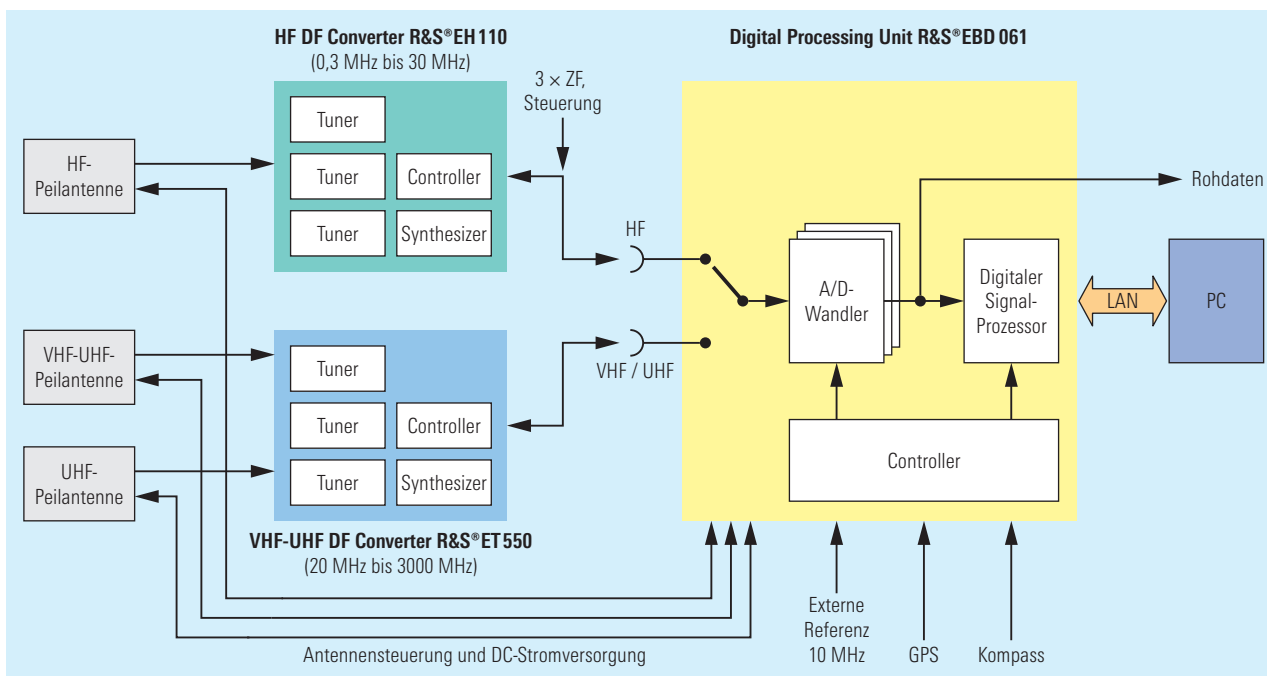 HF DF Converter R&S®EH110
(0,3 MHz bis 30 MHz)
Digital Processing Unit R&S®EBD 061
3 × ZF,
Steuerung
Tuner
Tuner
Controller
Tuner
Synthesizer
HF-
Peilantenne
HF
Rohdaten
A/D-
Wandler
Digitaler
Signal-
Prozessor
LAN
PC
VHF-UHF-
Peilantenne
VHF / UHF
Tuner
Tuner
Controller
Tuner
Synthesizer
UHF-
Peilantenne
Controller
VHF-UHF DF Converter R&S®ET550
(20 MHz bis 3000 MHz)
Antennensteuerung und DC-Stromversorgung
Externe
Referenz
10 MHz
GPS
Kompass